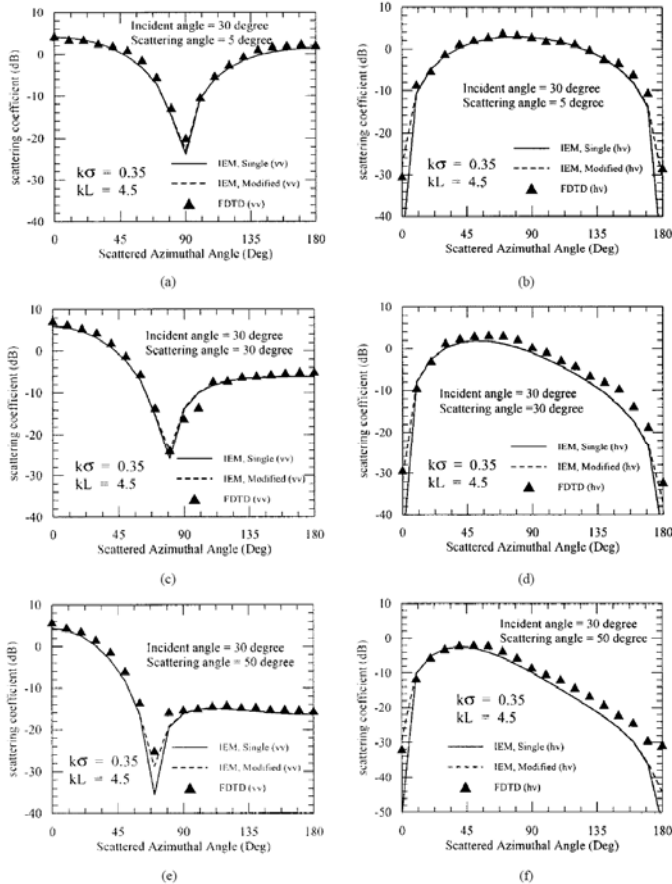 10
0
-10
-20
-30
-40
scattering coefficient (dB)
Incident angle = 30 degree
Scattering angle = 5 degree
kσ = 0.35
kL = 4.5
IEM, Single (vv)
IEM, Modified (vv)
FDTD (vv)
0 45 90 135 180
Scattered Azimuthal Angle (Deg)
(a)
10
0
-10
-20
-30
-40
scattering coefficient (dB)
Incident angle = 30 degree
Scattering angle = 5 degree
kσ = 0.35
kL = 4.5
IEM, Single (hv)
IEM, Modified (hv)
FDTD (hv)
0 45 90 135 180
Scattered Azimuthal Angle (Deg)
(b)
10
0
-10
-20
-30
-40
scattering coefficient (dB)
Incident angle = 30 degree
Scattering angle = 30 degree
kσ = 0.35
kL = 4.5
IEM, Single (vv)
IEM, Modified (vv)
FDTD (vv)
0 45 90 135 180
Scattered Azimuthal Angle (Deg)
(c)
10
0
-10
-20
-30
-40
scattering coefficient (dB)
Incident angle = 30 degree
Scattering angle =30 degree
kσ = 0.35
kL = 4.5
IEM, Single (hv)
IEM, Modified (hv)
FDTD (hv)
0 45 90 135 180
Scattered Azimuthal Angle (Deg)
(d)
10
0
-10
-20
-30
-40
scattering coefficient (dB)
Incident angle = 30 degree
Scattering angle = 50 degree
kσ = 0.35
kL = 4.5
IEM, Single (vv)
IEM, Modified (vv)
FDTD (vv)
0 45 90 135 180
Scattered Azimuthal Angle (Deg)
(e)
10
0
-10
-20
-30
-40
-50
scattering coefficient (dB)
Incident angle = 30 degree
Scattering angle = 50 degree
kσ = 0.35
kL = 4.5
IEM, Single (hv)
IEM, Modified (hv)
FDTD (hv)
0 45 90 135 180
Scattered Azimuthal Angle (Deg)
(f)